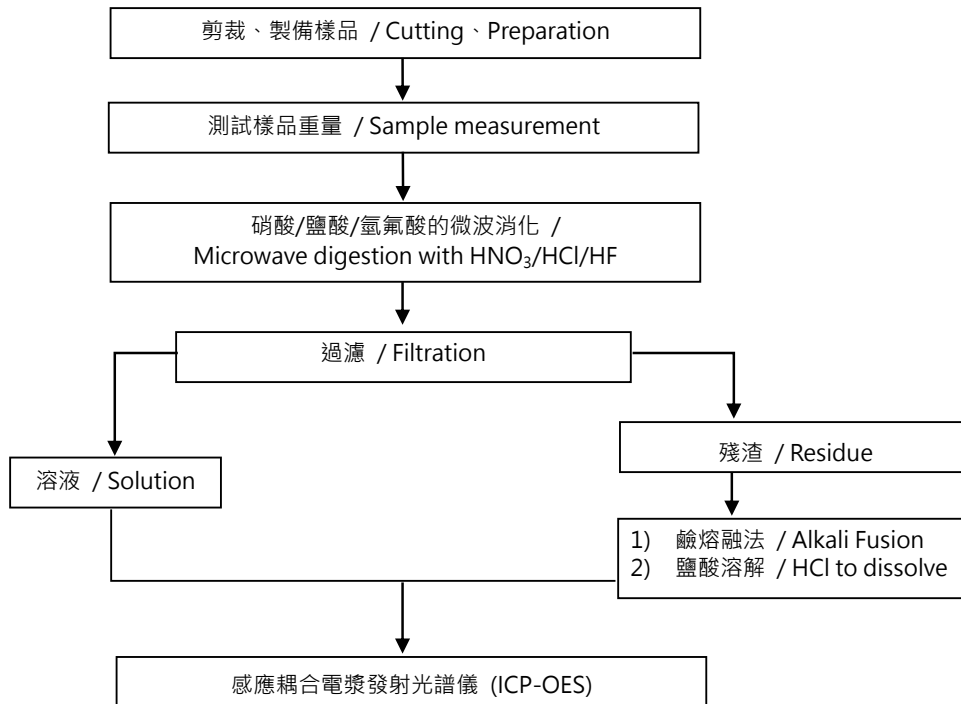 剪裁、製備樣品 / Cutting、Preparation
測試樣品重量 / Sample measurement
硝酸/鹽酸/氫氟酸的微波消化 /
Microwave digestion with HNO₃/HCl/HF
過濾 / Filtration
溶液 / Solution
殘渣 / Residue
1) 鹼熔融法 / Alkali Fusion
2) 鹽酸溶解 / HCl to dissolve
感應耦合電漿發射光譜儀 (ICP-OES)